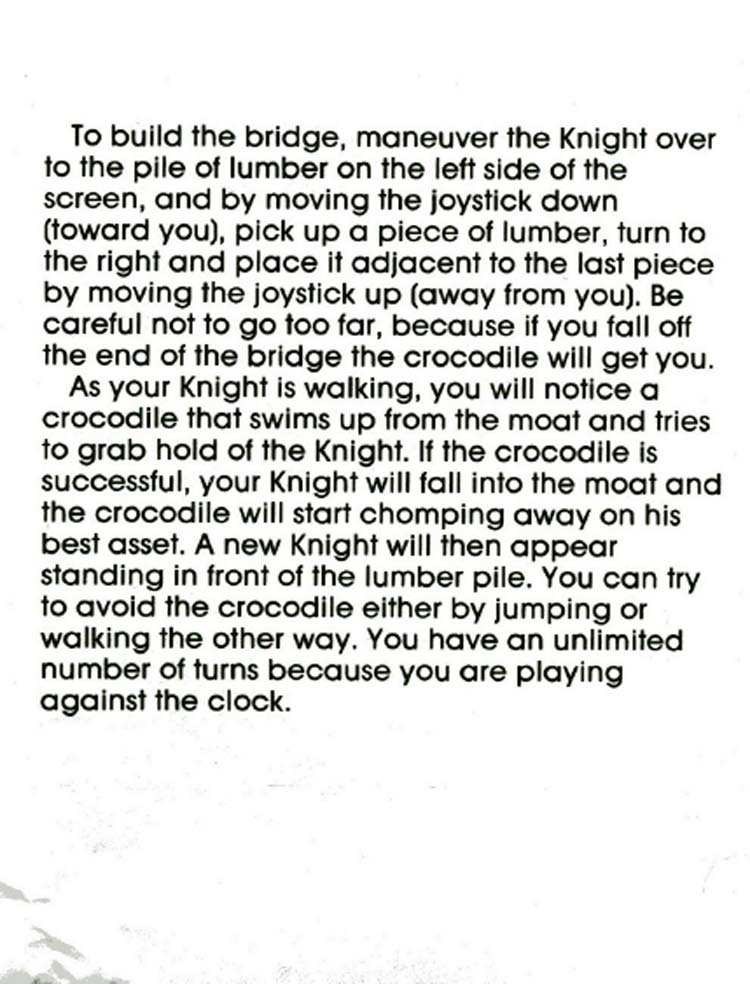 To build the bridge, maneuver the Knight over
to the pile of lumber on the left side of the
screen, and by moving the joystick down
(toward you), pick up a piece of lumber, turn to
the right and place it adjacent to the last piece
by moving the joystick up (away from you). Be
careful not to go too far, because if you fall off
the end of the bridge the crocodile will get you.
As your Knight is walking, you will notice a
crocodile that swims up from the moat and tries
to grab hold of the Knight. If the crocodile is
successful, your Knight will fall into the moat and
the crocodile will start chomping away on his
best asset. A new Knight will then appear
standing in front of the lumber pile. You can try
to avoid the crocodile either by jumping or
walking the other way. You have an unlimited
number of turns because you are playing
against the clock.